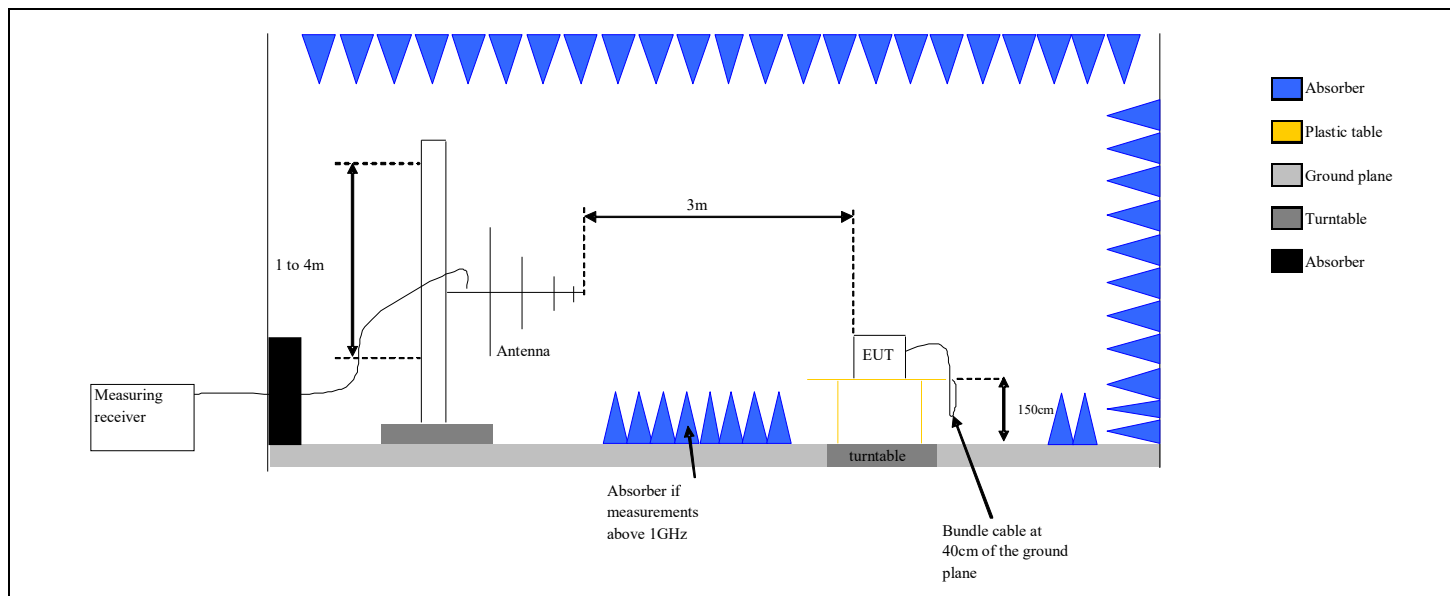 Absorber
Plastic table
Ground plane
Turntable
Absorber
3m
1 to 4m
Antenna
EUT
Measuring
receiver
150cm
turntable
Absorber if
measurements
above 1GHz
Bundle cable at
40cm of the ground
plane